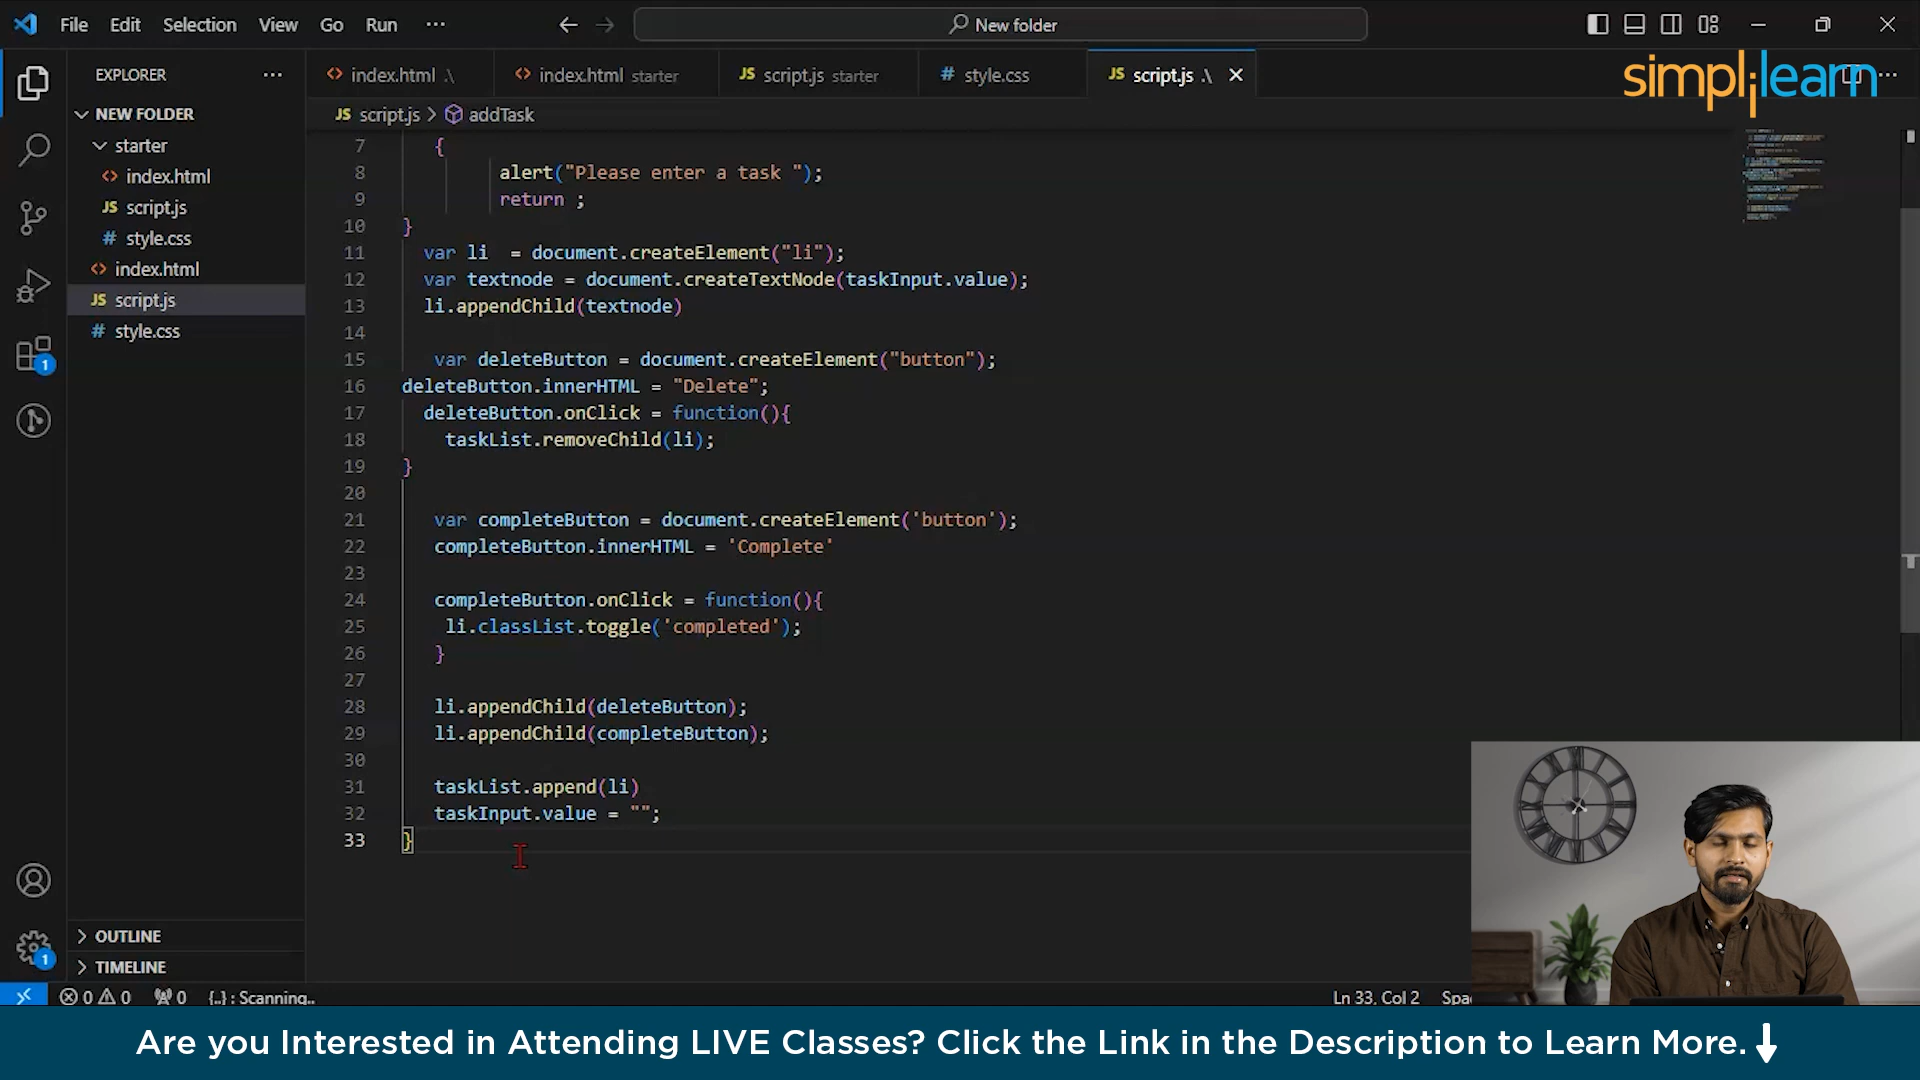 File Edit Selection View Go Run ··· New folder
simplilearn
EXPLORER ···
index.html .\
index.html starter
script.js starter
style.css
script.js .\
NEW FOLDER
starter
index.html
script.js
style.css
index.html
script.js
style.css
script.js > addTask
7 {
8 alert("Please enter a task ");
9 return ;
10 }
11 var li = document.createElement("li");
12 var textnode = document.createTextNode(taskInput.value);
13 li.appendChild(textnode)
14
15 var deleteButton = document.createElement("button");
16 deleteButton.innerHTML = "Delete";
17 deleteButton.onClick = function(){
18 taskList.removeChild(li);
19 }
20
21 var completeButton = document.createElement('button');
22 completeButton.innerHTML = 'Complete'
23
24 completeButton.onClick = function(){
25 li.classList.toggle('completed');
26 }
27
28 li.appendChild(deleteButton);
29 li.appendChild(completeButton);
30
31 taskList.append(li)
32 taskInput.value = "";
33 }
1
OUTLINE
1
TIMELINE
0 0 0 {..} : Scanning.. Ln 33, Col 2 Spac
Are you Interested in Attending LIVE Classes? Click the Link in the Description to Learn More.